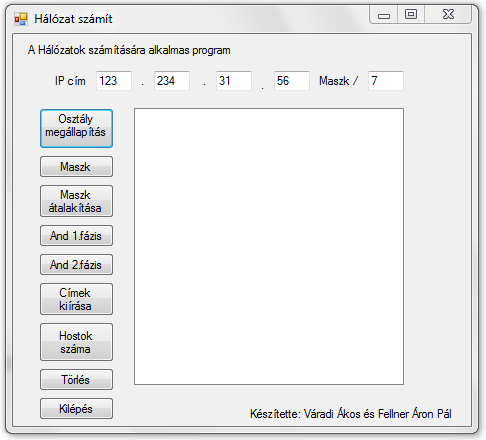 Hálózat számít
A Hálózatok számítására alkalmas program
IP cím 123 . 234 . 31 . 56 Maszk / 7
Osztály
megállapítás
Maszk
Maszk
átalakítása
And 1.fázis
And 2.fázis
Címek
kiírása
Hostok
száma
Törlés
Kilépés
Készítette: Váradi Ákos és Fellner Áron Pál